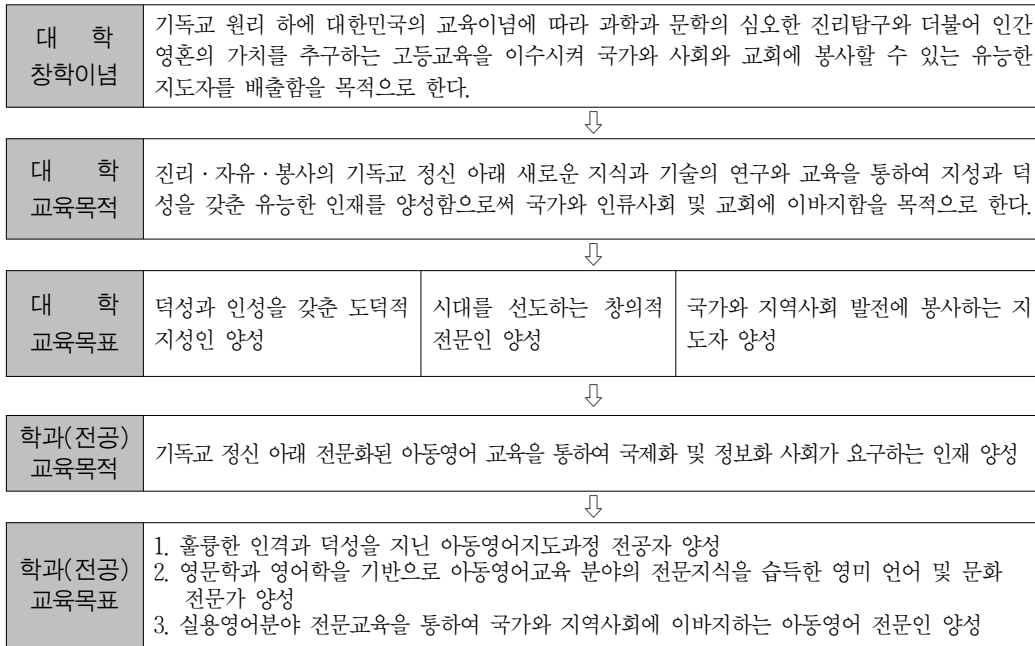 대 학
창학이념
기독교 원리 하에 대한민국의 교육이념에 따라 과학과 문학의 심오한 진리탐구와 더불어 인간
영혼의 가치를 추구하는 고등교육을 이수시켜 국가와 사회와 교회에 봉사할 수 있는 유능한
지도자를 배출함을 목적으로 한다.
⇩
대 학
교육목적
진리·자유·봉사의 기독교 정신 아래 새로운 지식과 기술의 연구와 교육을 통하여 지성과 덕
성을 갖춘 유능한 인재를 양성함으로써 국가와 인류사회 및 교회에 이바지함을 목적으로 한다.
⇩
대 학
교육목표
덕성과 인성을 갖춘 도덕적
지성인 양성
시대를 선도하는 창의적
전문인 양성
국가와 지역사회 발전에 봉사하는 지
도자 양성
⇩
학과(전공)
교육목적
기독교 정신 아래 전문화된 아동영어 교육을 통하여 국제화 및 정보화 사회가 요구하는 인재 양성
⇩
학과(전공)
교육목표
1. 훌륭한 인격과 덕성을 지닌 아동영어지도과정 전공자 양성
2. 영문학과 영어학을 기반으로 아동영어교육 분야의 전문지식을 습득한 영미 언어 및 문화
전문가 양성
3. 실용영어분야 전문교육을 통하여 국가와 지역사회에 이바지하는 아동영어 전문인 양성